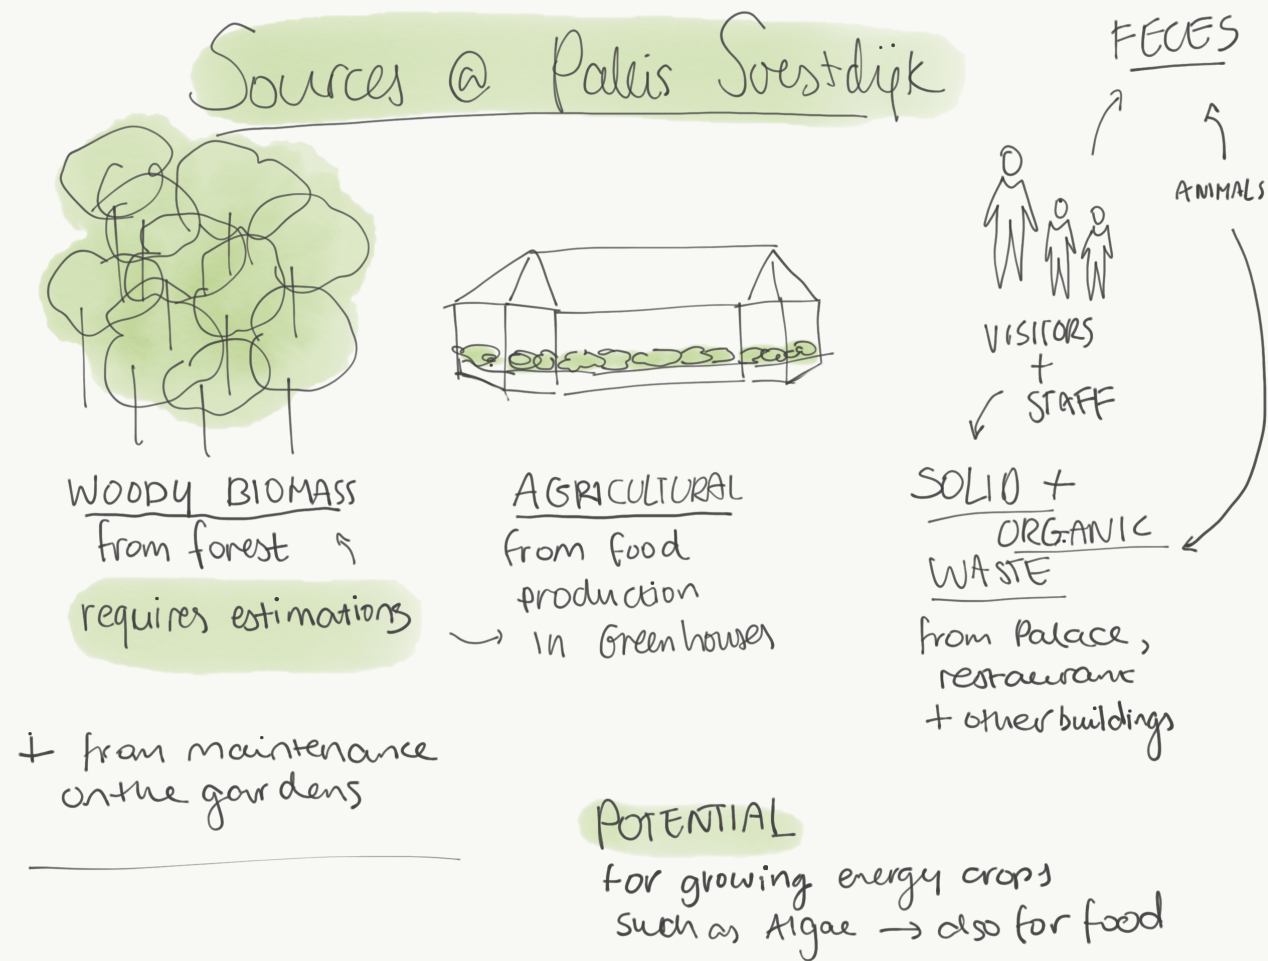 Sources @ Paleis Soestdijk
FECES
ANIMALS
VISITORS
+
STAFF
WOODY BIOMASS
from forest
requires estimations
+ from maintenance
on the gardens
AGRICULTURAL
from food
production
in Greenhouses
SOLID +
ORGANIC
WASTE
from Palace,
restaurant
+ other buildings
POTENTIAL
for growing energy crops
such as Algae → also for food